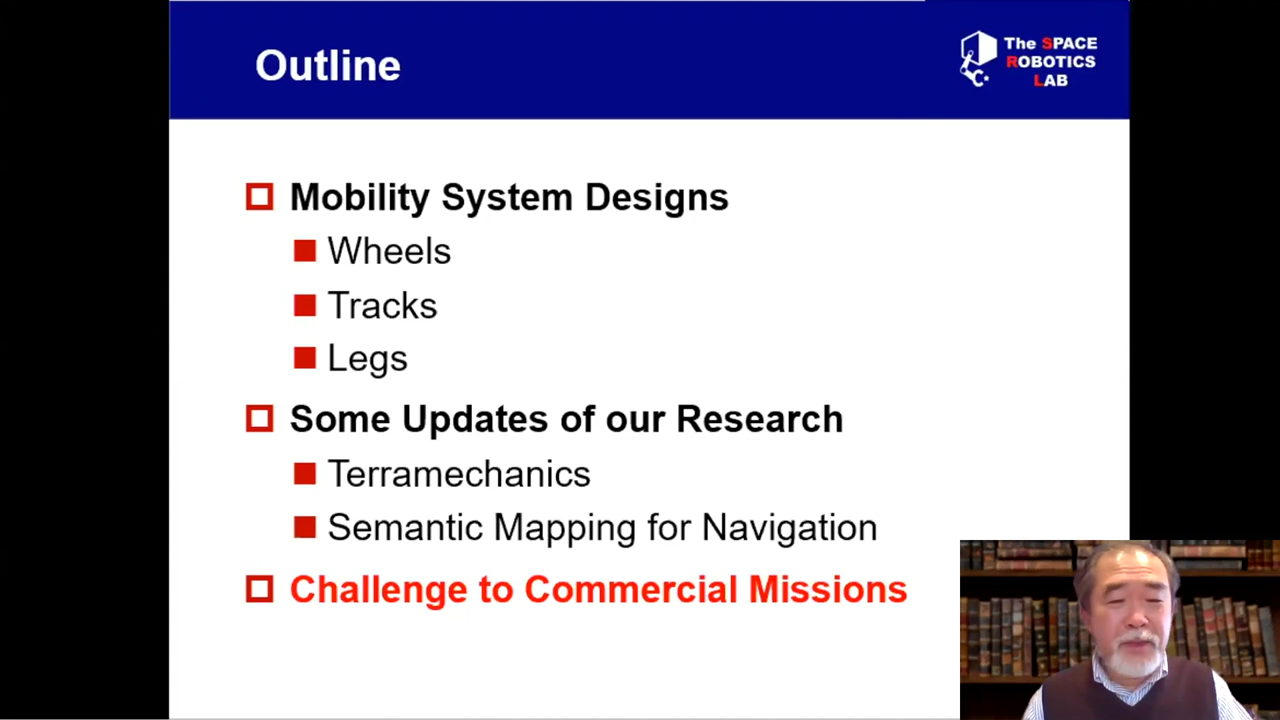 Outline
The SPACE
ROBOTICS
LAB
Mobility System Designs
Wheels
Tracks
Legs
Some Updates of our Research
Terramechanics
Semantic Mapping for Navigation
Challenge to Commercial Missions